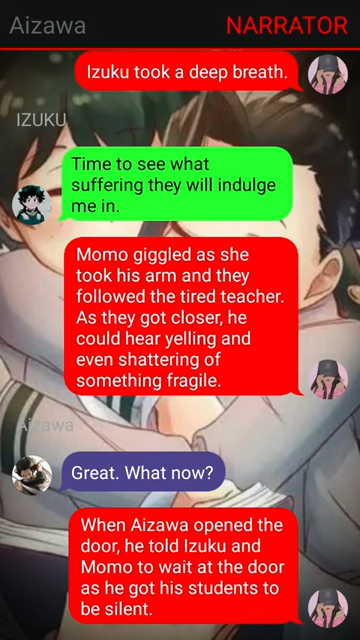 Aizawa NARRATOR
Izuku took a deep breath.
IZUKU
Time to see what
suffering they will indulge
me in.
Momo giggled as she
took his arm and they
followed the tired teacher.
As they got closer, he
could hear yelling and
even shattering of
something fragile.
Aizawa
Great. What now?
When Aizawa opened the
door, he told Izuku and
Momo to wait at the door
as he got his students to
be silent.